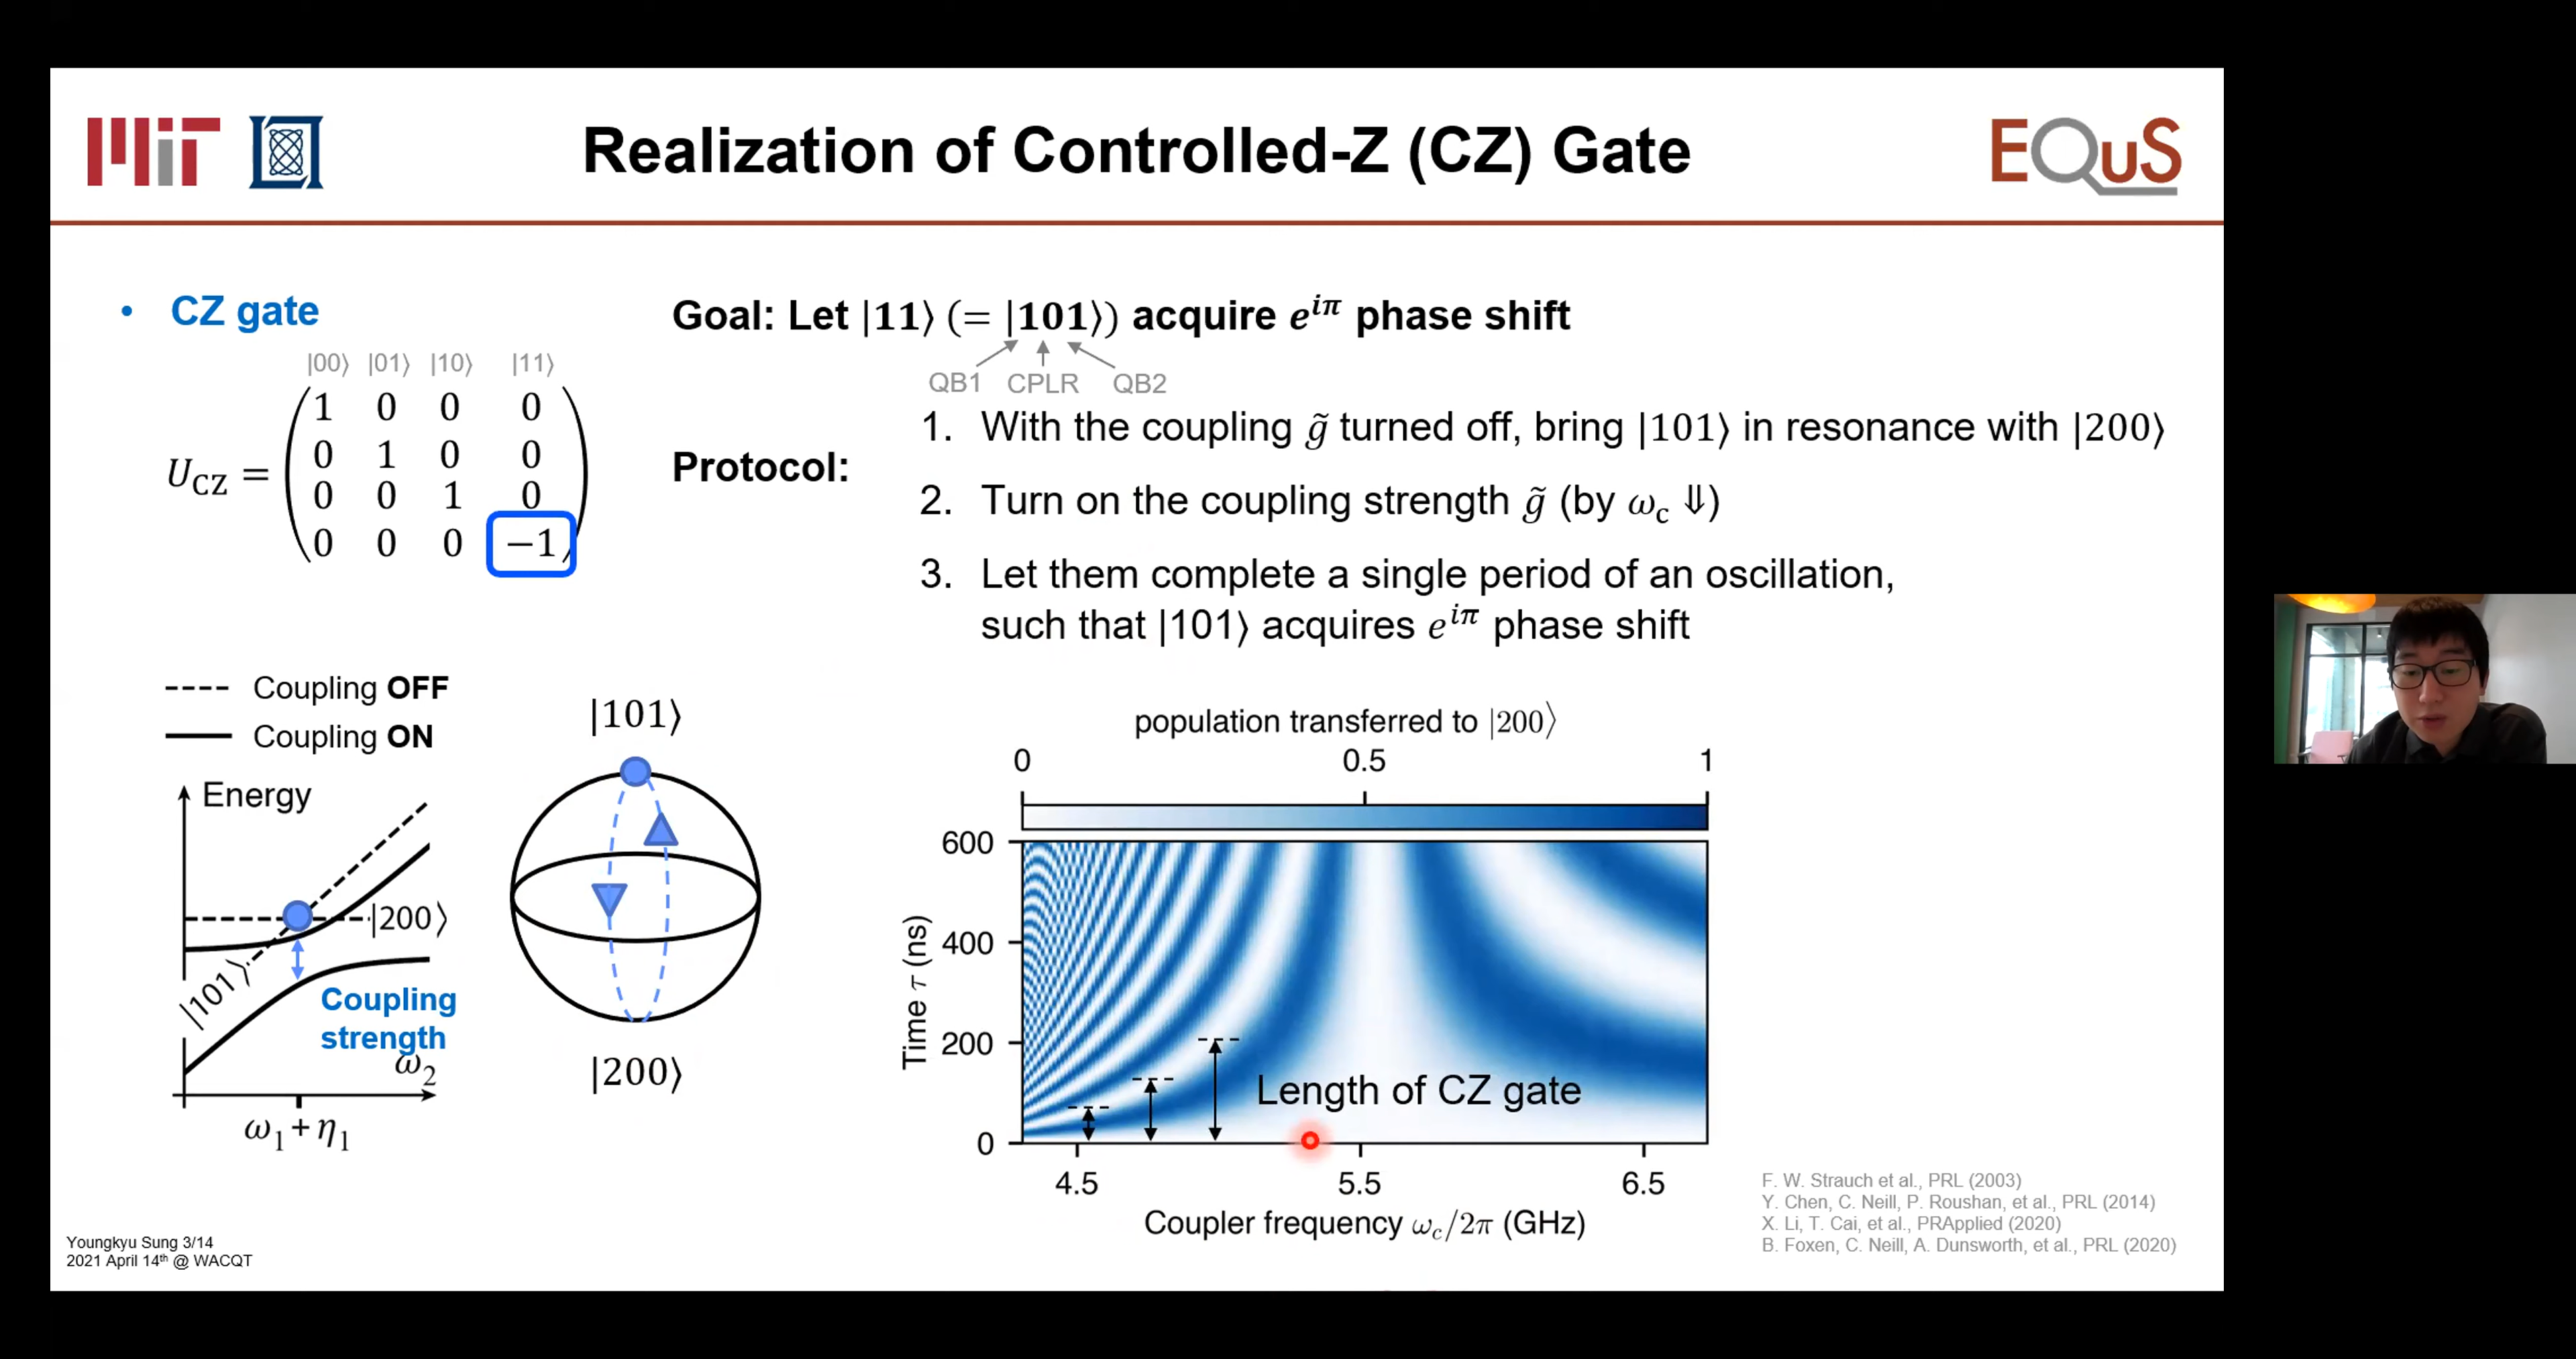 MIT
Realization of Controlled-Z (CZ) Gate
EQuS
• CZ gate
|00⟩ |01⟩ |10⟩ |11⟩
U_CZ =
1 0 0 0
0 1 0 0
0 0 1 0
0 0 0 −1
Goal: Let |11⟩ (= |101⟩) acquire e^{iπ} phase shift
QB1 CPLR QB2
Protocol:
1. With the coupling g̃ turned off, bring |101⟩ in resonance with |200⟩
2. Turn on the coupling strength g̃ (by ω_c ⇓)
3. Let them complete a single period of an oscillation,
such that |101⟩ acquires e^{iπ} phase shift
Coupling OFF
Coupling ON
Energy
|200⟩
|101⟩
Coupling
strength
ω₂
ω₁ + η₁
|101⟩
|200⟩
population transferred to |200⟩
0 0.5 1
600
400
200
0
Time τ (ns)
Length of CZ gate
4.5 5.5 6.5
Coupler frequency ω_c/2π (GHz)
F. W. Strauch et al., PRL (2003)
Y. Chen, C. Neill, P. Roushan, et al., PRL (2014)
X. Li, T. Cai, et al., PRApplied (2020)
B. Foxen, C. Neill, A. Dunsworth, et al., PRL (2020)
Youngkyu Sung 3/14
2021 April 14th @ WACQT